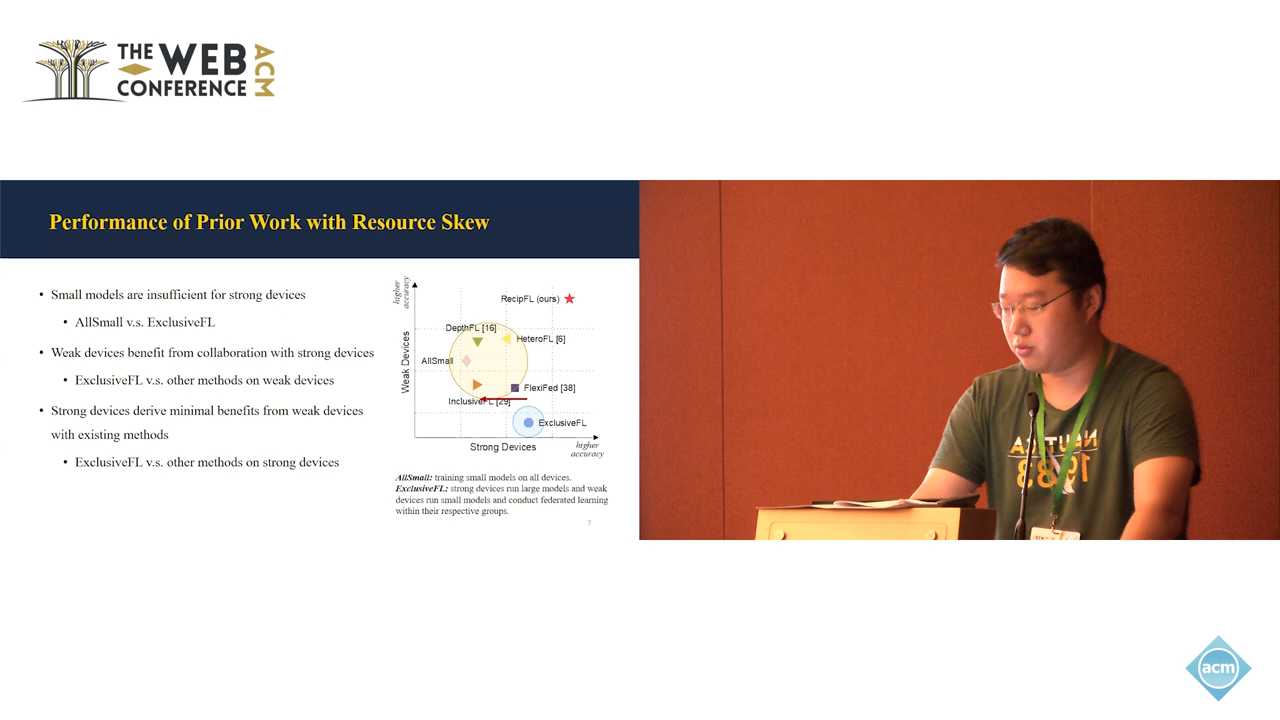 THE WEB
CONFERENCE
ACM
Performance of Prior Work with Resource Skew
• Small models are insufficient for strong devices
• AllSmall v.s. ExclusiveFL
• Weak devices benefit from collaboration with strong devices
• ExclusiveFL v.s. other methods on weak devices
• Strong devices derive minimal benefits from weak devices
with existing methods
• ExclusiveFL v.s. other methods on strong devices
higher
accuracy
Weak Devices
RecipFL (ours)
DepthFL [16]
HeteroFL [6]
AllSmall
FlexiFed [38]
InclusiveFL [29]
ExclusiveFL
Strong Devices
higher
accuracy
AllSmall: training small models on all devices.
ExclusiveFL: strong devices run large models and weak
devices run small models and conduct federated learning
within their respective groups.
7
1983
acm